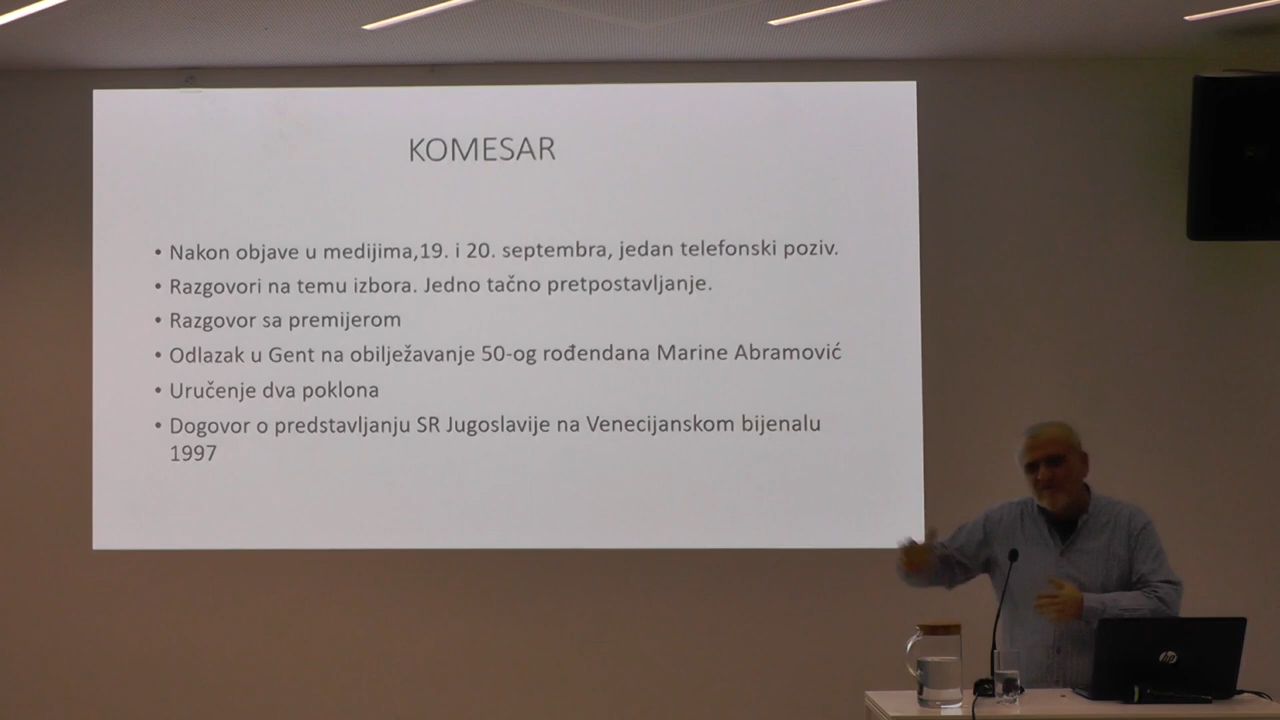 KOMESAR
• Nakon objave u medijima,19. i 20. septembra, jedan telefonski poziv.
• Razgovori na temu izbora. Jedno tačno pretpostavljanje.
• Razgovor sa premijerom
• Odlazak u Gent na obilježavanje 50-og rođendana Marine Abramović
• Uručenje dva poklona
• Dogovor o predstavljanju SR Jugoslavije na Venecijanskom bijenalu
1997
hp